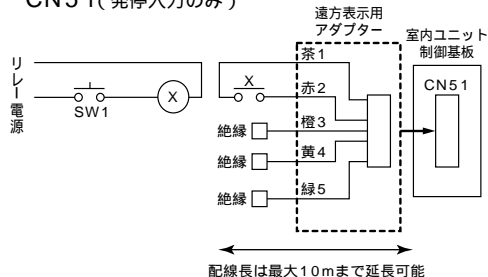 CN51(発停入力のみ)
遠方表示用
アダプター
室内ユニット
制御基板
リレー電源
SW1
X
X
茶1
赤2
橙3
黄4
緑5
絶縁
絶縁
絶縁
CN51
配線長は最大10mまで延長可能